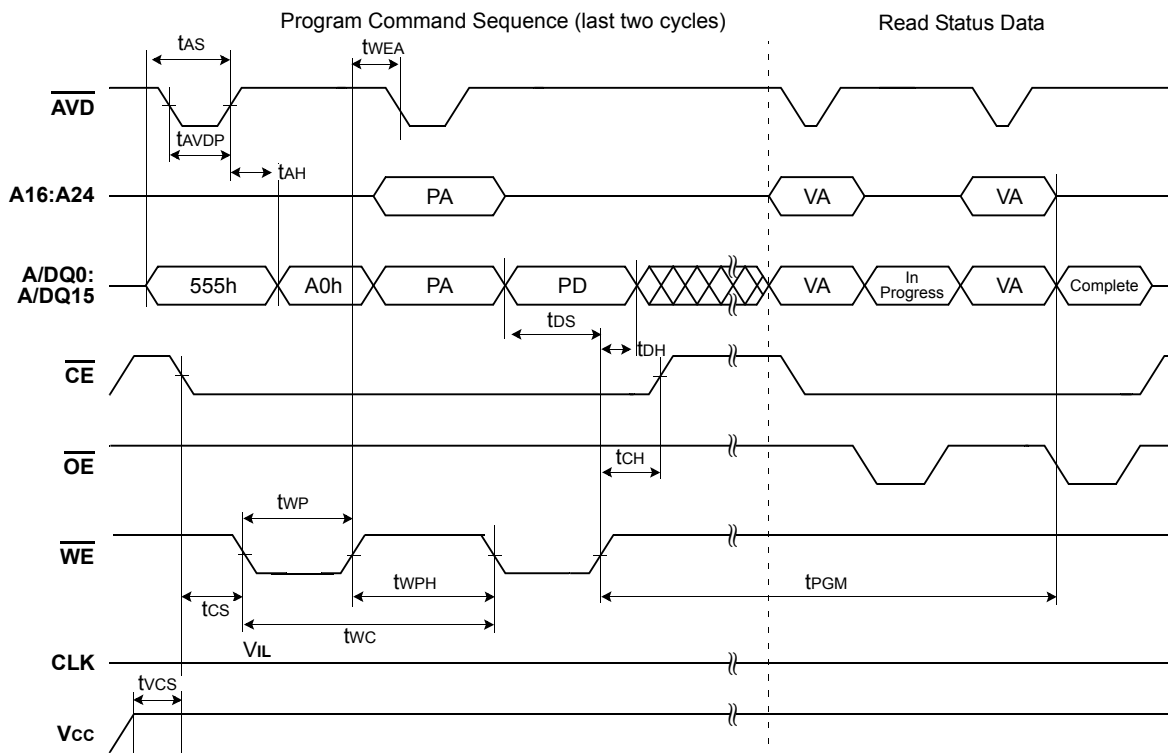 Program Command Sequence (last two cycles) Read Status Data
tAS tWEA
AVD
tAVDP
tAH
A16:A24 PA VA VA
A/DQ0:
A/DQ15 555h A0h PA PD VA In
Progress VA Complete
tDS
tDH
CE
OE
tCH
tWP
WE
tWPH tPGM
tCS
tWC
VIL
CLK
tVCS
Vcc